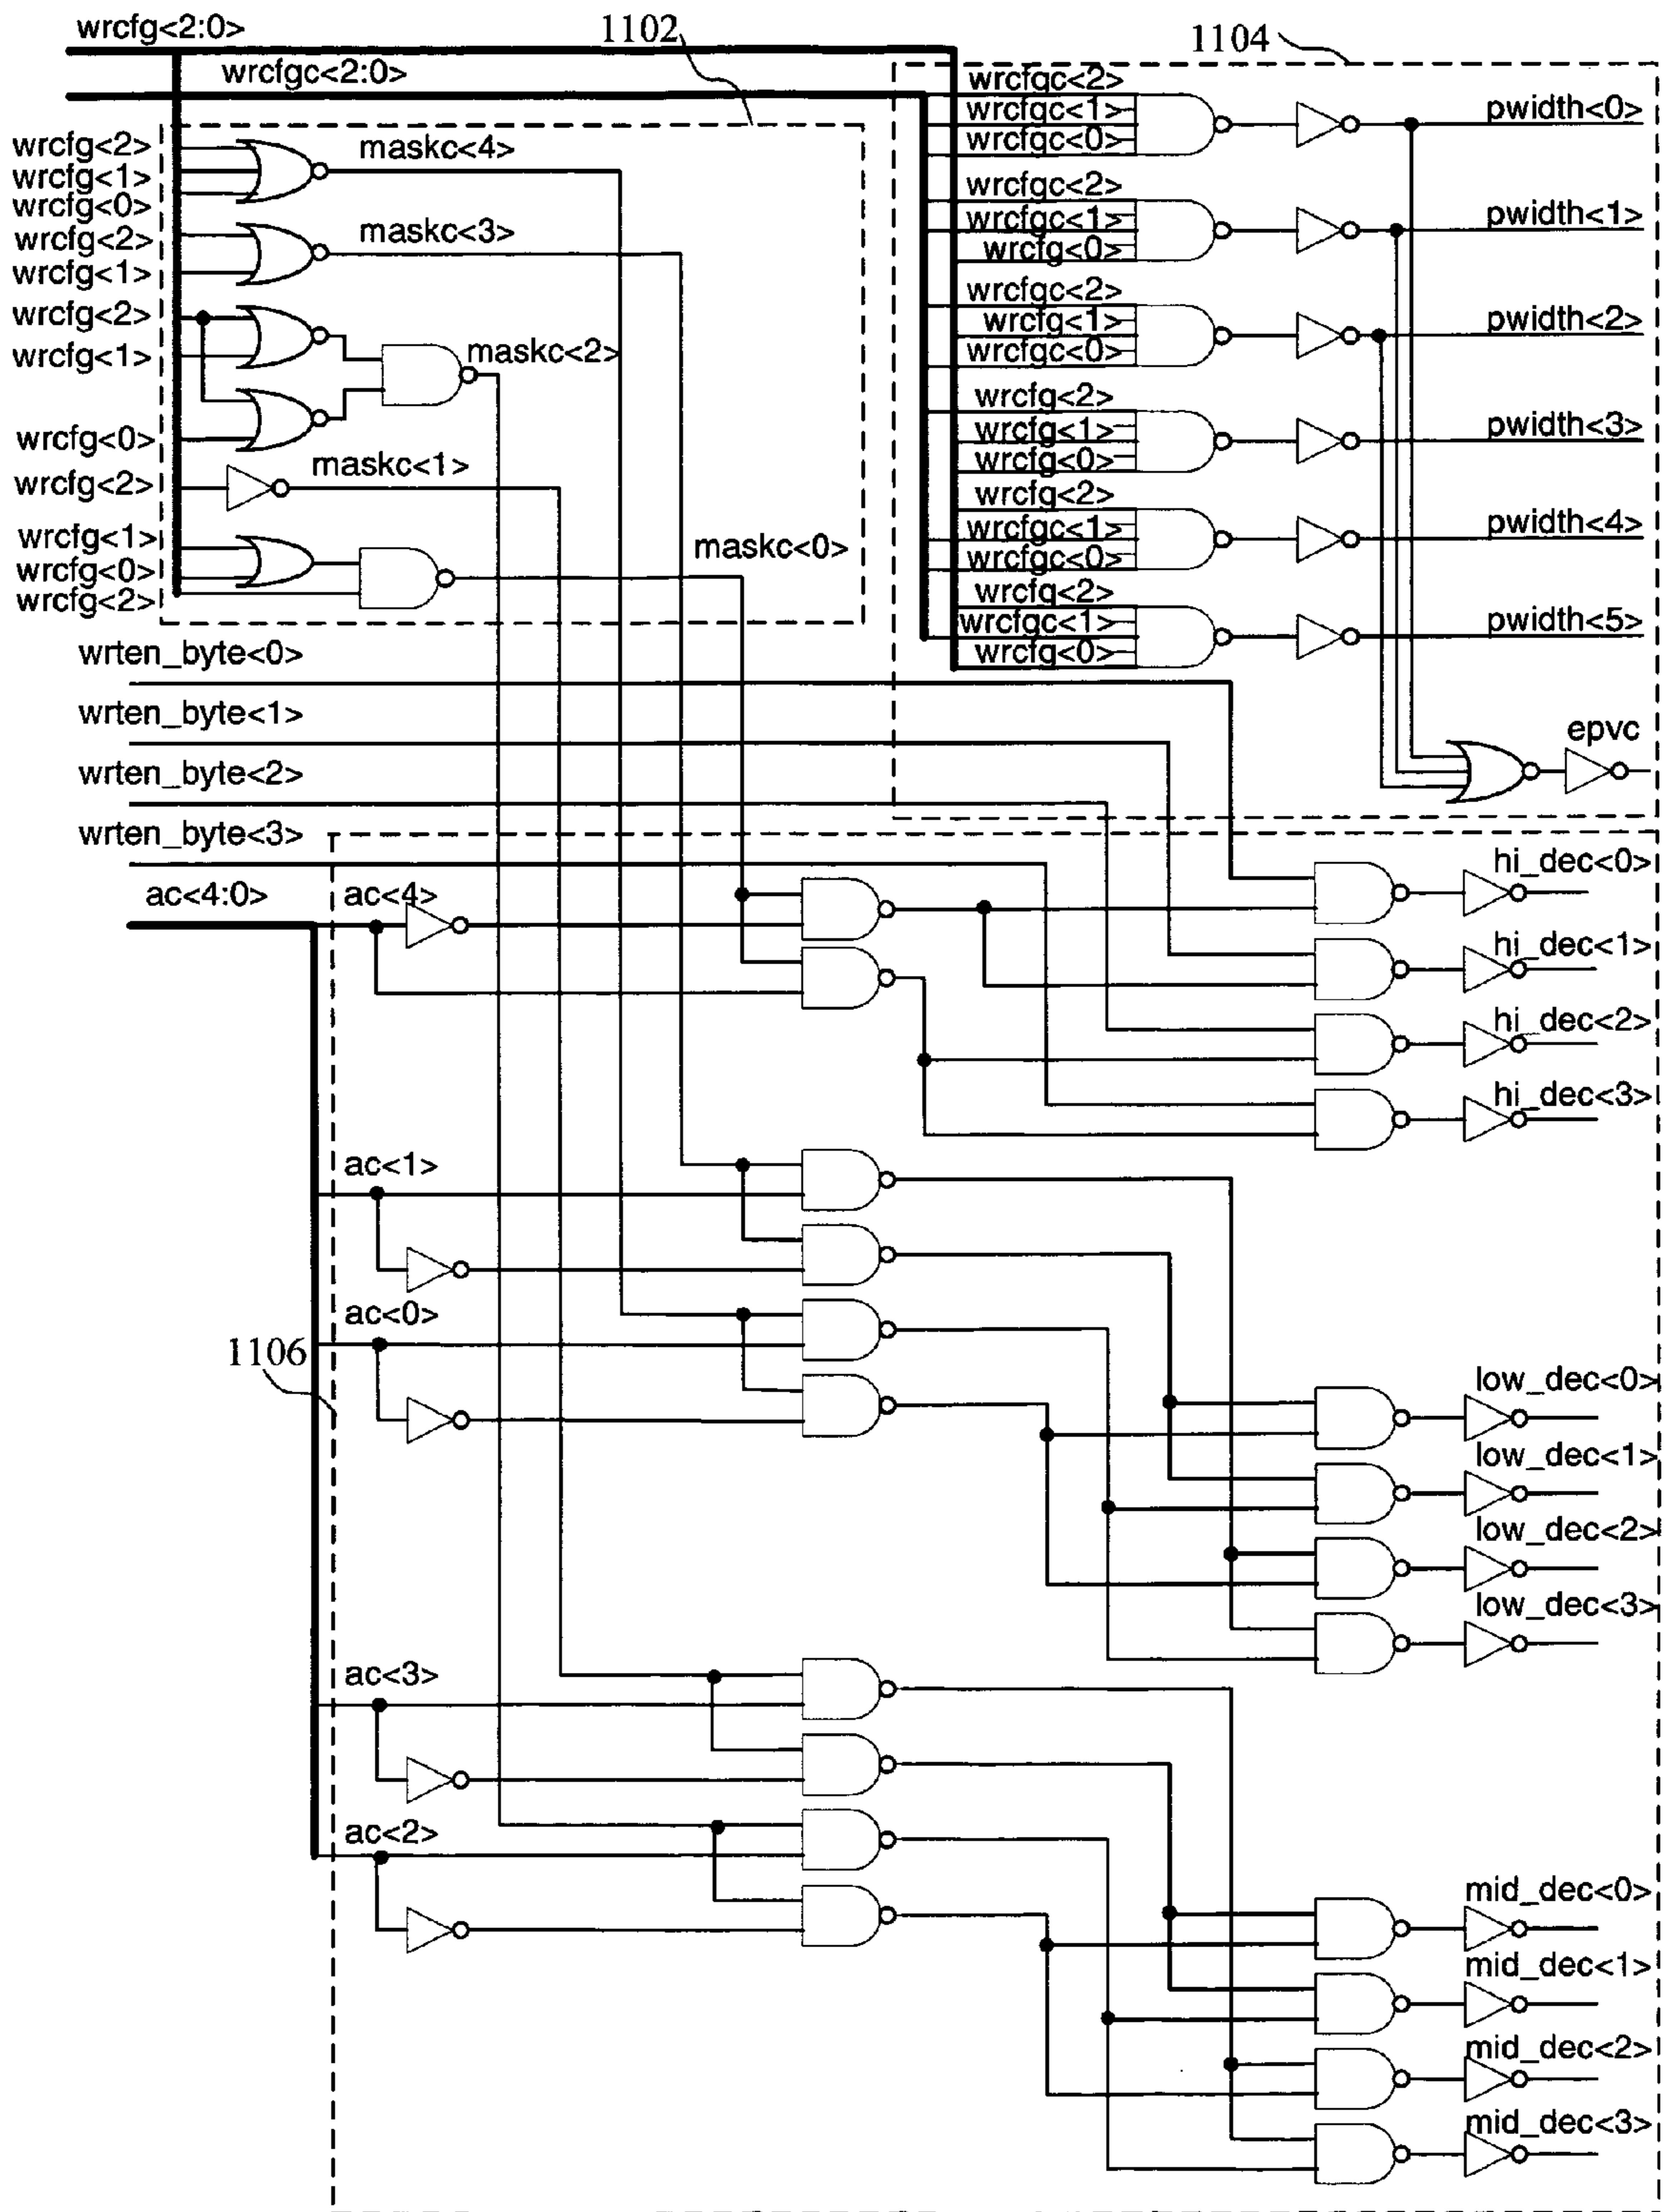 wrcfg<2:0>
1102
1104
wrcfgc<2:0>
wrcfg<2>
wrcfg<1>
wrcfg<0>
wrcfg<2>
wrcfg<1>
wrcfg<2>
wrcfg<1>
wrcfg<0>
wrcfg<2>
wrcfg<1>
wrcfg<0>
wrcfg<2>
maskc<4>
maskc<3>
maskc<2>
maskc<1>
maskc<0>
wrcfgc<2>
wrcfgc<1>
wrcfgc<0>
pwidth<0>
wrcfgc<2>
wrcfgc<1>
wrcfg<0>
pwidth<1>
wrcfgc<2>
wrcfg<1>
wrcfgc<0>
pwidth<2>
wrcfg<2>
wrcfg<1>
wrcfg<0>
pwidth<3>
wrcfg<2>
wrcfgc<1>
wrcfgc<0>
pwidth<4>
wrcfg<2>
wrcfgc<1>
wrcfg<0>
pwidth<5>
epvc
wrten_byte<0>
wrten_byte<1>
wrten_byte<2>
wrten_byte<3>
ac<4:0>
ac<4>
hi_dec<0>
hi_dec<1>
hi_dec<2>
hi_dec<3>
ac<1>
ac<0>
1106
low_dec<0>
low_dec<1>
low_dec<2>
low_dec<3>
ac<3>
ac<2>
mid_dec<0>
mid_dec<1>
mid_dec<2>
mid_dec<3>